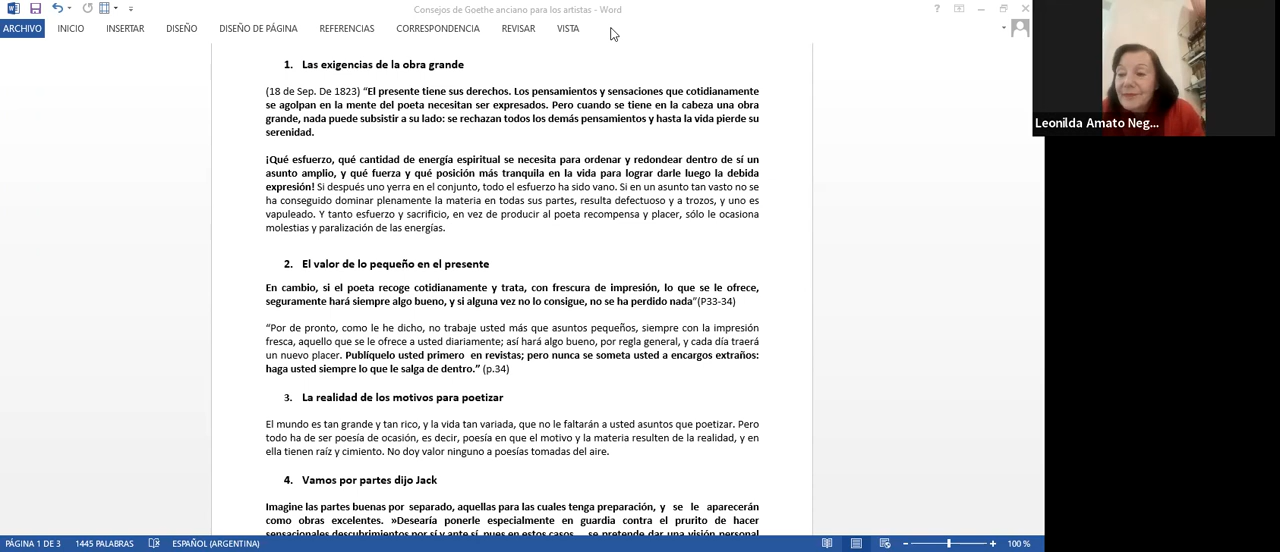 Consejos de Goethe anciano para los artistas - Word
ARCHIVO INICIO INSERTAR DISEÑO DISEÑO DE PÁGINA REFERENCIAS CORRESPONDENCIA REVISAR VISTA
Leonilda Amato Neg...
1. Las exigencias de la obra grande
(18 de Sep. De 1823) “El presente tiene sus derechos. Los pensamientos y sensaciones que cotidianamente
se agolpan en la mente del poeta necesitan ser expresados. Pero cuando se tiene en la cabeza una obra
grande, nada puede subsistir a su lado: se rechazan todos los demás pensamientos y hasta la vida pierde su
serenidad.
¡Qué esfuerzo, qué cantidad de energía espiritual se necesita para ordenar y redondear dentro de sí un
asunto amplio, y qué fuerza y qué posición más tranquila en la vida para lograr darle luego la debida
expresión! Si después uno yerra en el conjunto, todo el esfuerzo ha sido vano. Si en un asunto tan vasto no se
ha conseguido dominar plenamente la materia en todas sus partes, resulta defectuoso y a trozos, y uno es
vapuleado. Y tanto esfuerzo y sacrificio, en vez de producir al poeta recompensa y placer, sólo le ocasiona
molestias y paralización de las energías.
2. El valor de lo pequeño en el presente
En cambio, si el poeta recoge cotidianamente y trata, con frescura de impresión, lo que se le ofrece,
seguramente hará siempre algo bueno, y si alguna vez no lo consigue, no se ha perdido nada”(P33-34)
“Por de pronto, como le he dicho, no trabaje usted más que asuntos pequeños, siempre con la impresión
fresca, aquello que se le ofrece a usted diariamente; así hará algo bueno, por regla general, y cada día traerá
un nuevo placer. Publíquelo usted primero en revistas; pero nunca se someta usted a encargos extraños:
haga usted siempre lo que le salga de dentro.” (p.34)
3. La realidad de los motivos para poetizar
El mundo es tan grande y tan rico, y la vida tan variada, que no le faltarán a usted asuntos que poetizar. Pero
todo ha de ser poesía de ocasión, es decir, poesía en que el motivo y la materia resulten de la realidad, y en
ella tienen raíz y cimiento. No doy valor ninguno a poesías tomadas del aire.
4. Vamos por partes dijo Jack
Imagine las partes buenas por separado, aquellas para las cuales tenga preparación, y se le aparecerán
como obras excelentes. »Desearía ponerle especialmente en guardia contra el prurito de hacer
sensacionales descubrimientos por sí y ante sí, pues en estos casos se pretende dar una visión personal
PÁGINA 1 DE 3 1445 PALABRAS ESPAÑOL (ARGENTINA) 100 %